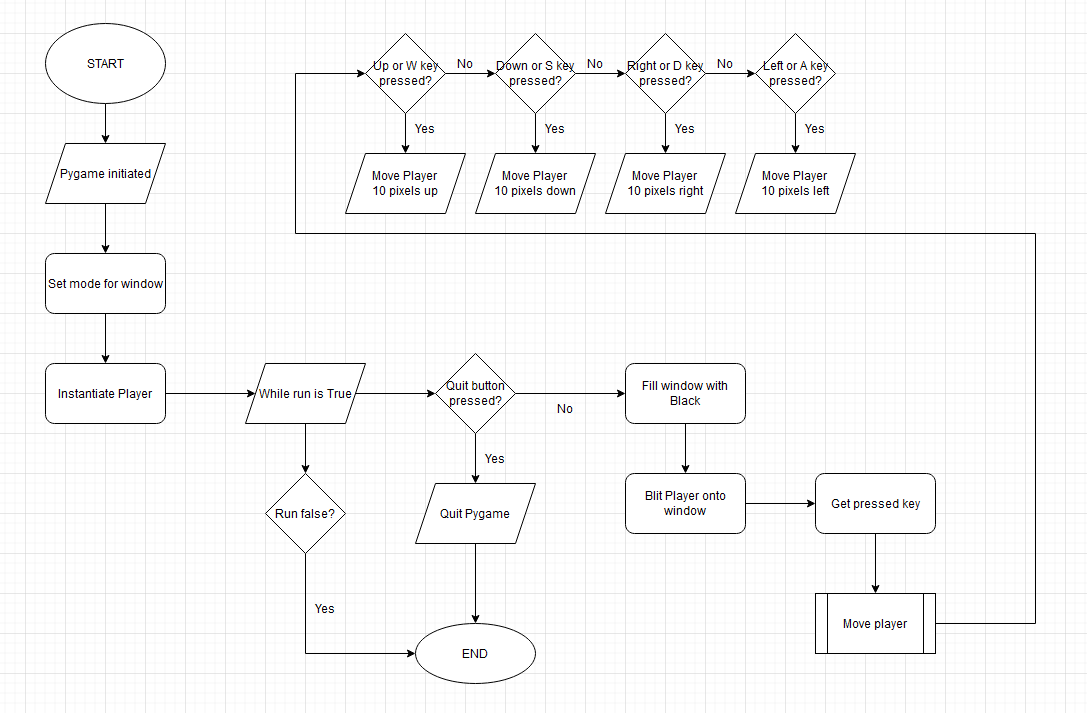 START
Up or W key
pressed?
No
Down or S key
pressed?
No
Right or D key
pressed?
No
Left or A key
pressed?
Yes
Yes
Yes
Yes
Pygame initiated
Move Player
10 pixels up
Move Player
10 pixels down
Move Player
10 pixels right
Move Player
10 pixels left
Set mode for window
Instantiate Player
While run is True
Quit button
pressed?
No
Fill window with
Black
Yes
Run false?
Quit Pygame
Blit Player onto
window
Get pressed key
Yes
END
Move player